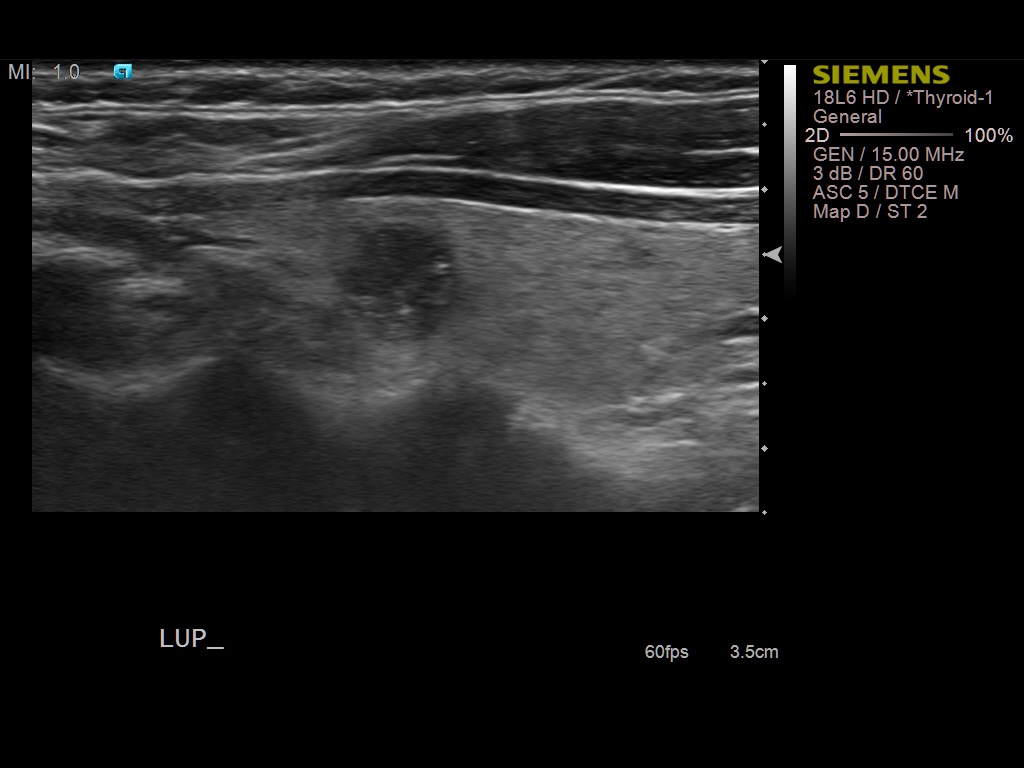 MI: 1.0
SIEMENS
18L6 HD / *Thyroid-1
General
2D 100%
GEN / 15.00 MHz
3 dB / DR 60
ASC 5 / DTCE M
Map D / ST 2
LUP_
60fps 3.5cm